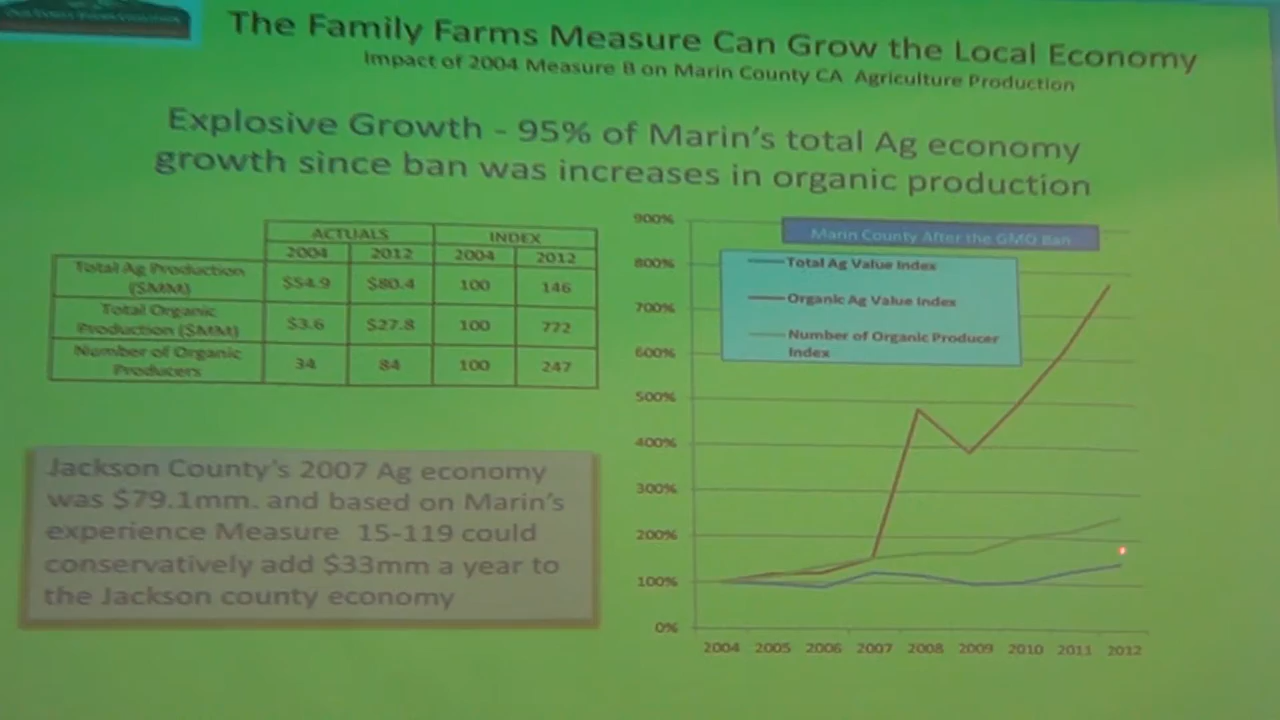 The Family Farms Measure Can Grow the Local Economy
Impact of 2004 Measure B on Marin County CA Agriculture Production
Explosive Growth - 95% of Marin's total Ag economy
growth since ban was increases in organic production
ACTUALS INDEX
2004 2012 2004 2012
Total Ag Production
($MM) $54.9 $80.4 100 146
Total Organic
Production ($MM) $3.6 $27.8 100 772
Number of Organic
Producers 34 84 100 247
Jackson County's 2007 Ag economy
was $79.1mm. and based on Marin's
experience Measure 15-119 could
conservatively add $33mm a year to
the Jackson county economy
Marin County After the GMO Ban
Total Ag Value Index
Organic Ag Value Index
Number of Organic Producer
Index
900%
800%
700%
600%
500%
400%
300%
200%
100%
0%
2004 2005 2006 2007 2008 2009 2010 2011 2012